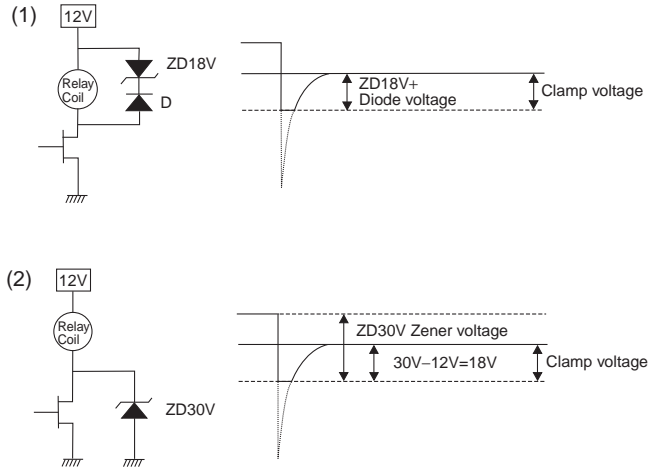 (1)
12V
Relay
Coil
ZD18V
D
ZD18V+
Diode voltage
Clamp voltage
(2)
12V
Relay
Coil
ZD30V
ZD30V Zener voltage
30V−12V=18V
Clamp voltage